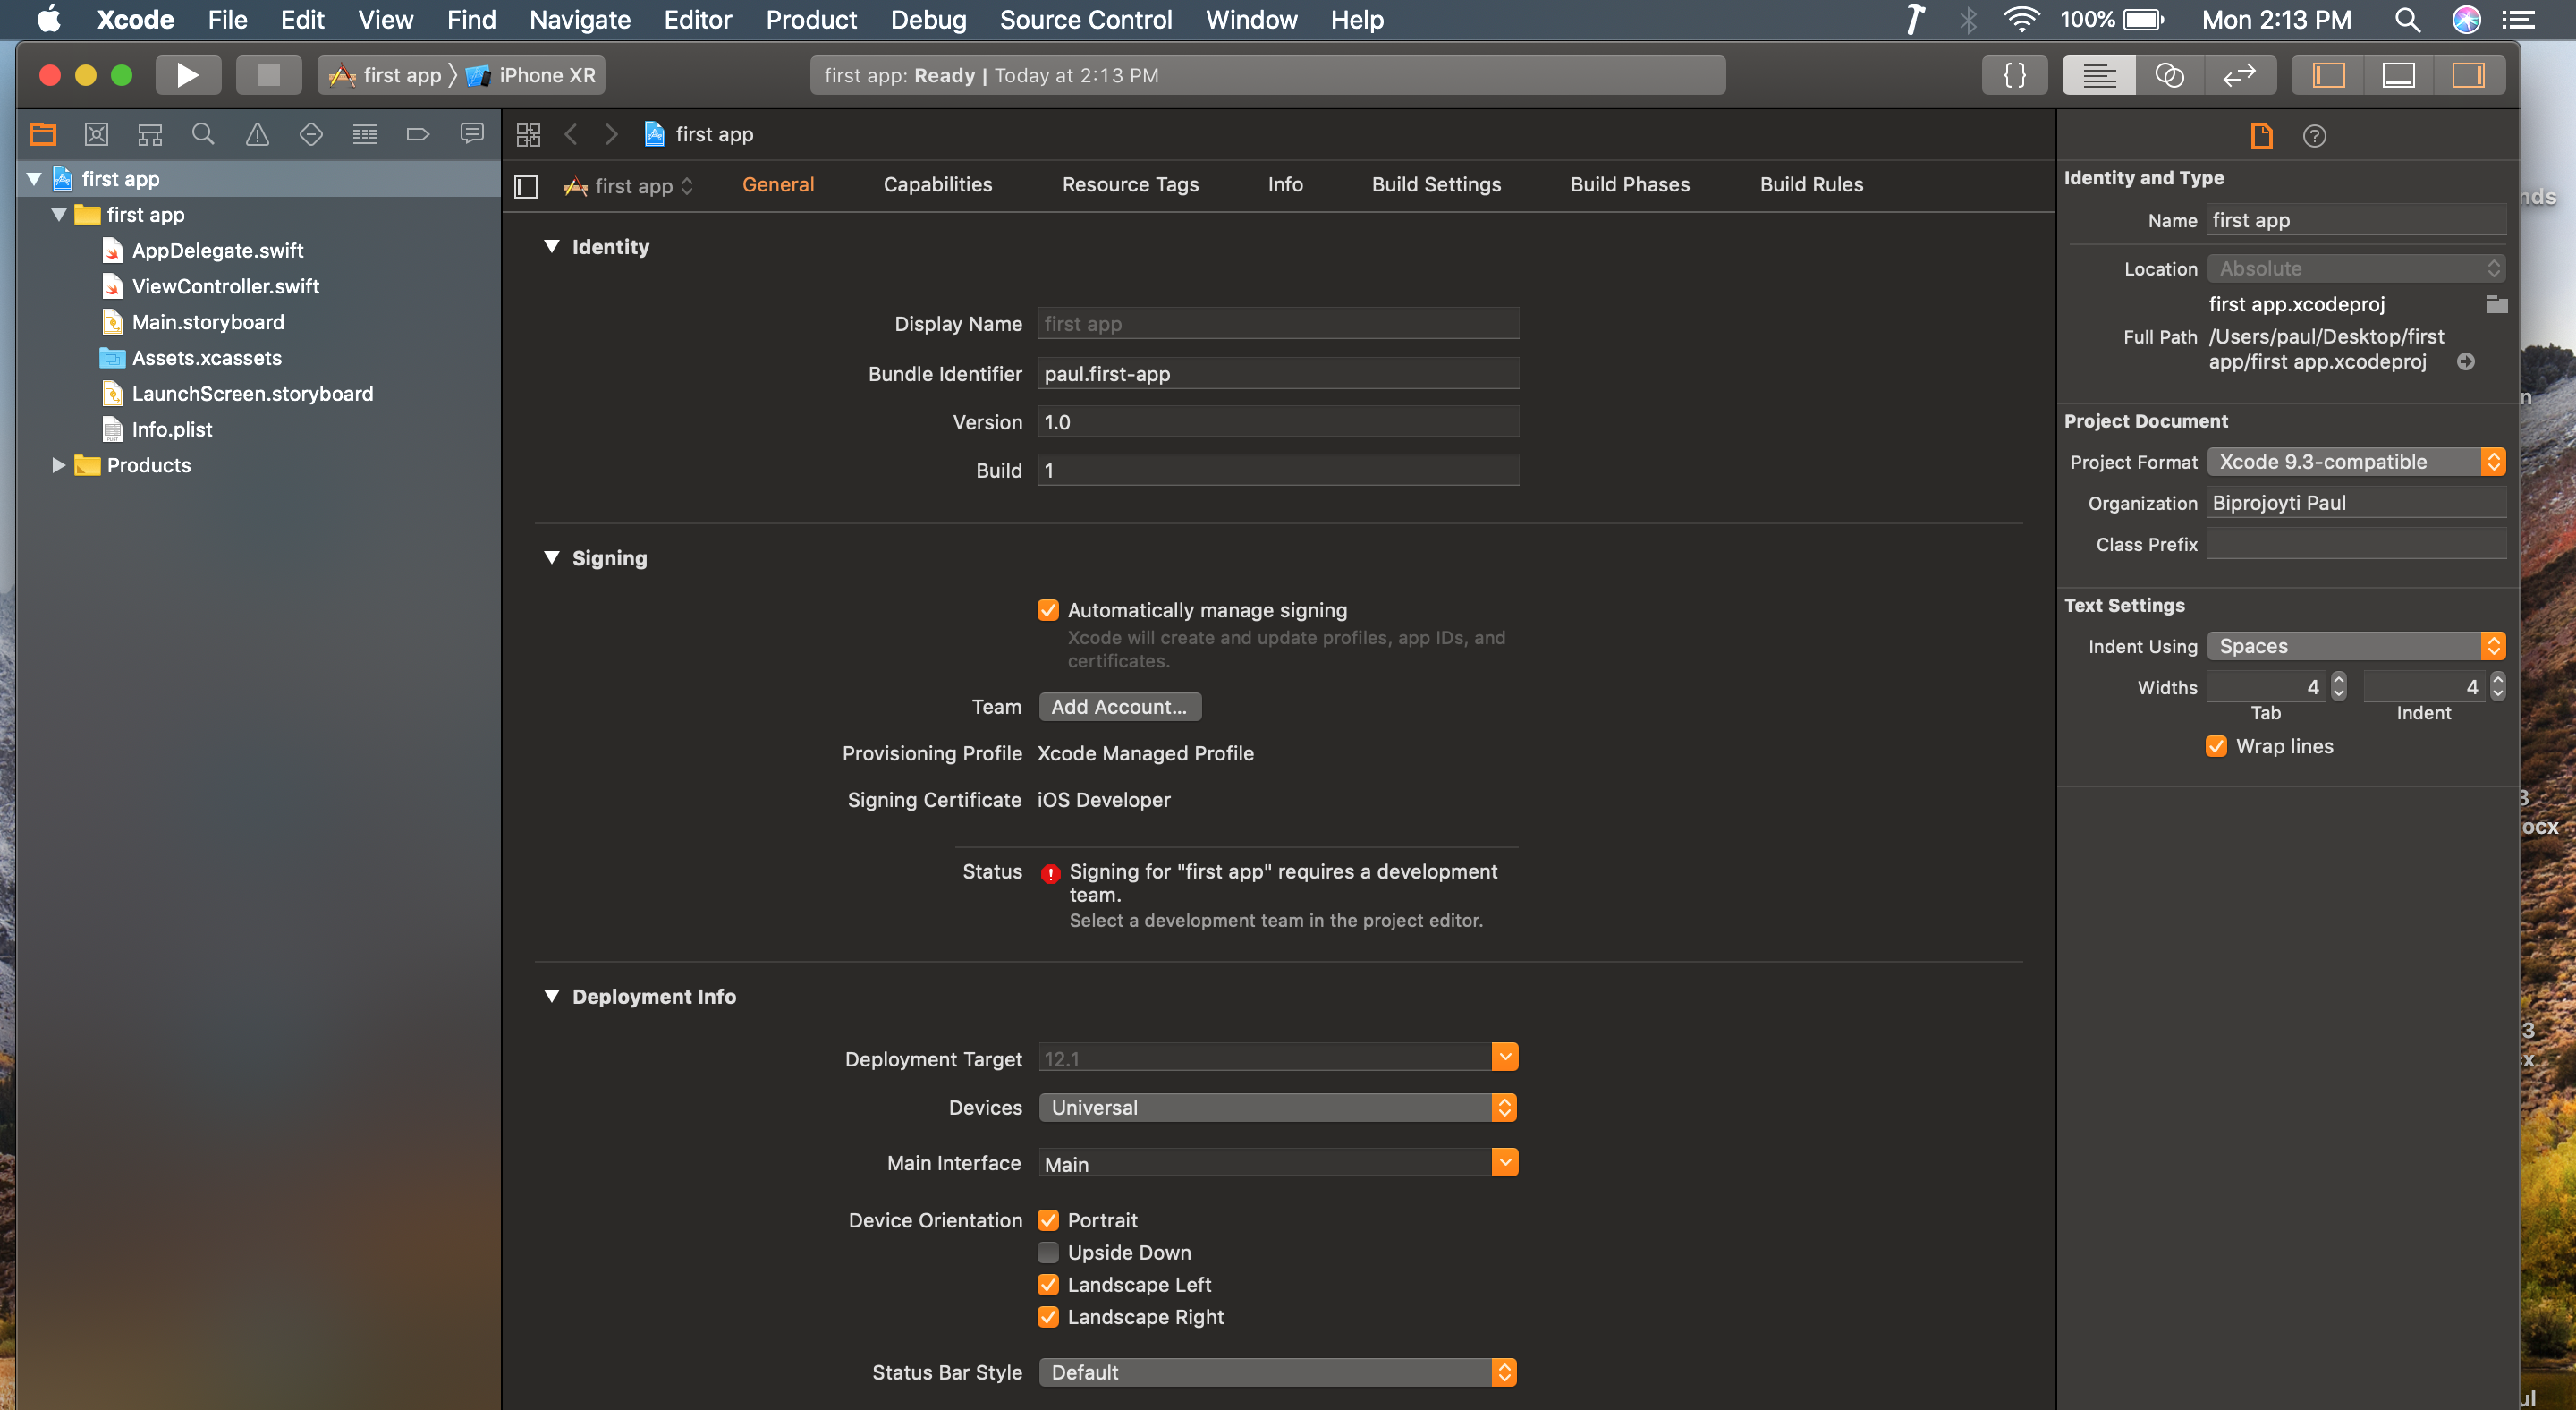 Xcode File Edit View Find Navigate Editor Product Debug Source Control Window Help 100% Mon 2:13 PM
first app iPhone XR first app: Ready | Today at 2:13 PM { }
first app
first app General Capabilities Resource Tags Info Build Settings Build Phases Build Rules
first app
first app
AppDelegate.swift
ViewController.swift
Main.storyboard
Assets.xcassets
LaunchScreen.storyboard
Info.plist
Products
Identity
Display Name first app
Bundle Identifier paul.first-app
Version 1.0
Build 1
Signing
Automatically manage signing
Xcode will create and update profiles, app IDs, and
certificates.
Team Add Account...
Provisioning Profile Xcode Managed Profile
Signing Certificate iOS Developer
Status Signing for "first app" requires a development
team.
Select a development team in the project editor.
Deployment Info
Deployment Target 12.1
Devices Universal
Main Interface Main
Device Orientation Portrait
Upside Down
Landscape Left
Landscape Right
Status Bar Style Default
Identity and Type
Name first app
Location Absolute
first app.xcodeproj
Full Path /Users/paul/Desktop/first
app/first app.xcodeproj
Project Document
Project Format Xcode 9.3-compatible
Organization Biprojoyti Paul
Class Prefix
Text Settings
Indent Using Spaces
Widths 4 4
Tab Indent
Wrap lines